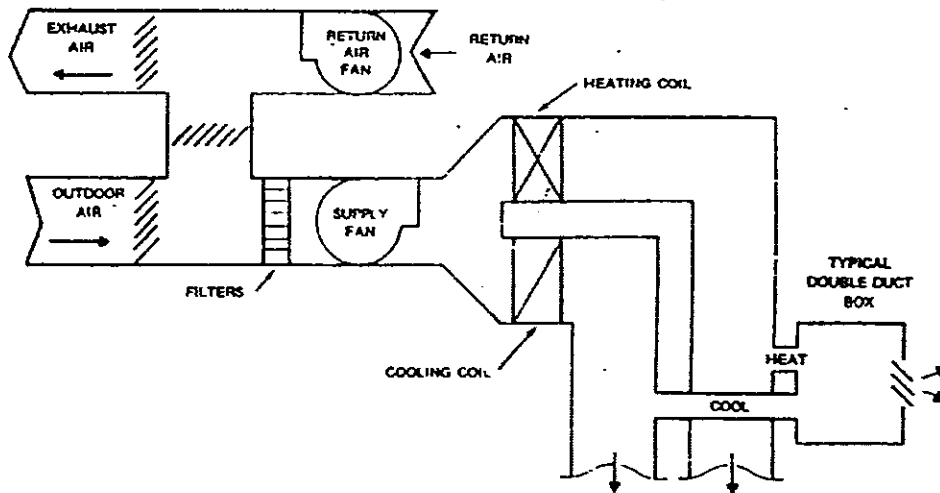 EXHAUST
AIR
RETURN
AIR
FAN
RETURN
AIR
HEATING COIL
OUTDOOR
AIR
SUPPLY
FAN
FILTERS
TYPICAL
DOUBLE DUCT
BOX
COOLING COIL
HEAT
COOL